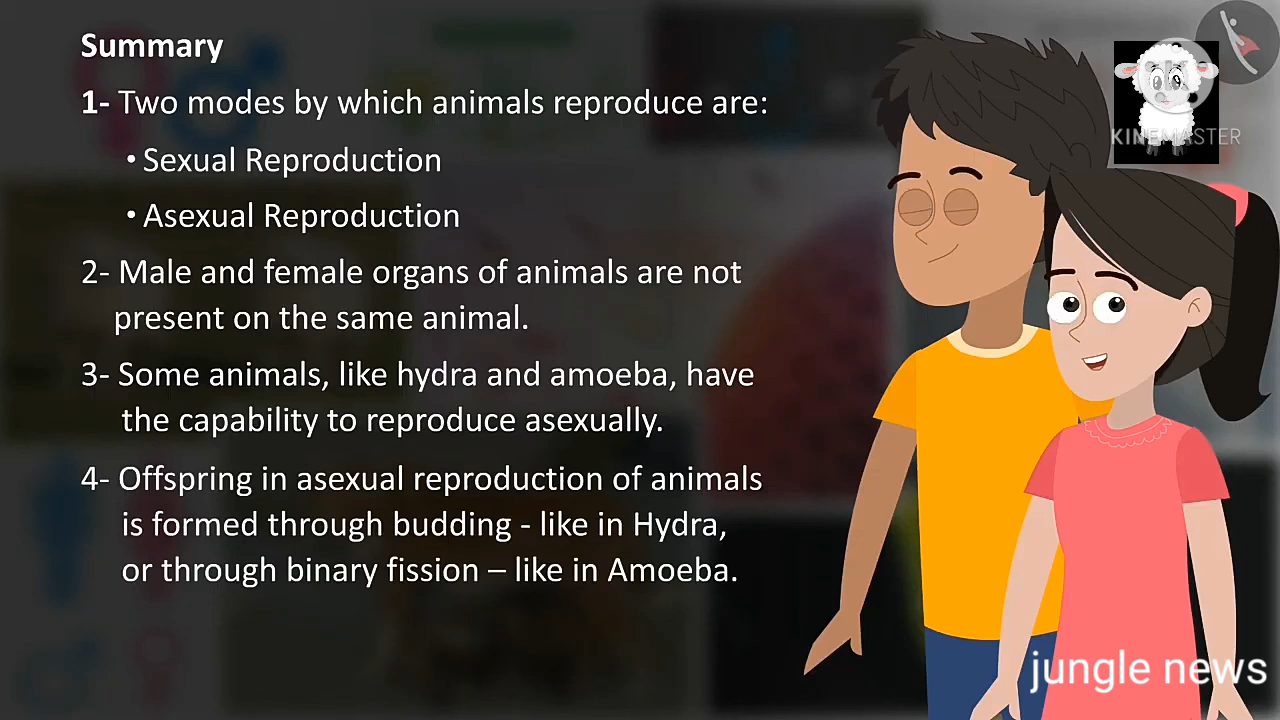 Summary
1- Two modes by which animals reproduce are:
• Sexual Reproduction
• Asexual Reproduction
2- Male and female organs of animals are not
present on the same animal.
3- Some animals, like hydra and amoeba, have
the capability to reproduce asexually.
4- Offspring in asexual reproduction of animals
is formed through budding - like in Hydra,
or through binary fission – like in Amoeba.
KINEMASTER
jungle news